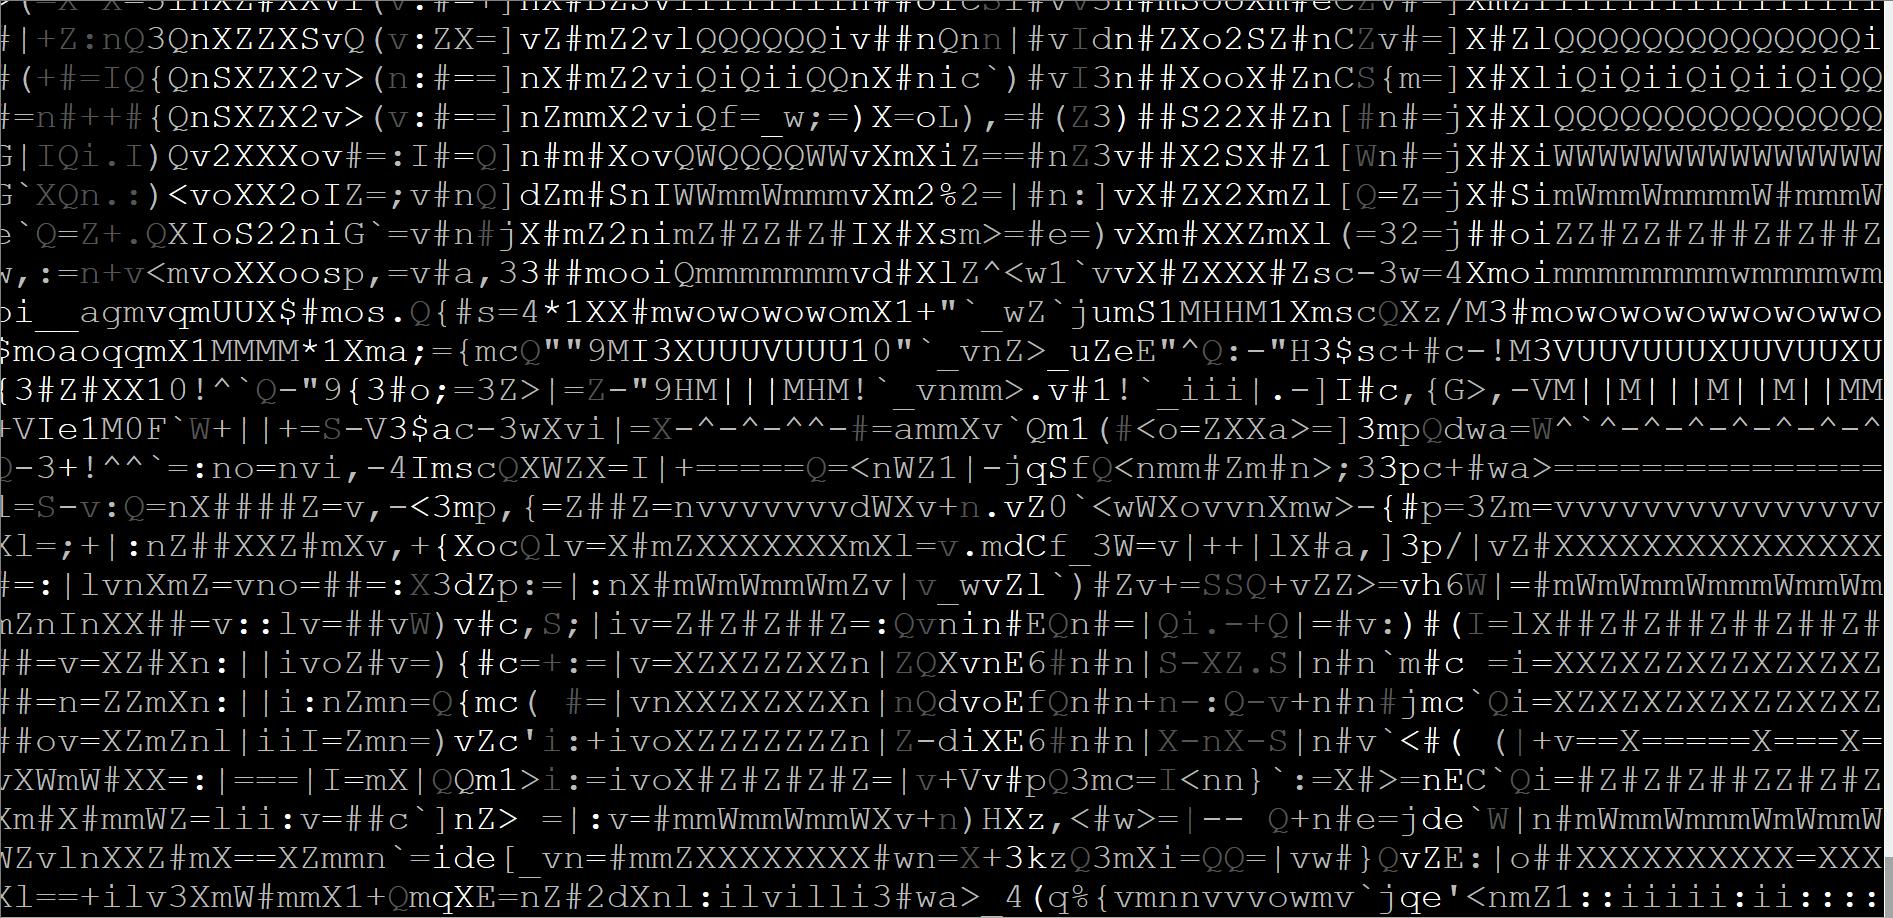 #|+Z:nQ3QnXZZXSvQ(v:ZX=]vZ#mZ2vlQQQQQQiv##nQnn|#vIdn#ZXo2SZ#nCZv#=]X#ZlQQQQQQQQQQQQQQi
#(+#=IQ{QnSXZX2v>(n:#==]nX#mZ2viQiQiiQQnX#nic`)#vI3n##XooX#ZnCS{m=]X#XliQiQiiQiQiiQiQQ
#=n#++#{QnSXZX2v>(v:#==]nZmmX2viQf=_w;=)X=oL),=#(Z3)##S22X#Zn[#n#=jX#XlQQQQQQQQQQQQQQQ
G|IQi.I)Qv2XXXov#=:I#=Q]n#m#XovQWQQQQWWvXmXiZ==#nZ3v##X2SX#Z1[Wn#=jX#XiWWWWWWWWWWWWWWW
G`XQn.:)<voXX2oIZ=;v#nQ]dZm#SnIWWmmWmmmvXm2%2=|#n:]vX#ZX2XmZl[Q=Z=jX#SimWmmWmmmmW#mmmW
e`Q=Z+.QXIoS22niG`=v#n#jX#mZ2nimZ#ZZ#Z#IX#Xsm>=#e=)vXm#XXZmXl(=32=j##oiZZ#ZZ#Z##Z#Z##Z
w,:=n+v<mvoXXoosp,=v#a,33##mooiQmmmmmmmvd#XlZ^<w1`vvX#ZXXX#Zsc-3w=4Xmoimmmmmmmmwmmmmwm
oi__agmvqmUUX$#mos.Q{#s=4*1XX#mwowowowomX1+"`_wZ`jumS1MHHM1XmscQXz/M3#mowowowowwowowwo
$moaoqqmX1MMMM*1Xma;={mcQ""9MI3XUUUVUUU10"`_vnZ>_uZeE"^Q:-"H3$sc+#c-!M3VUUVUUUXUUVUUXU
{3#Z#XX10!^`Q-"9{3#o;=3Z>|=Z-"9HM|||MHM!`_vnmm>.v#1!`_iii|.-]I#c,{G>,-VM||M|||M||M||MM
+VIe1M0F`W+||+=S-V3$ac-3wXvi|=X-^-^-^^-#=ammXv`Qm1(#<o=ZXXa>=]3mpQdwa=W^``^-^-^-^-^-^-^
Q-3+!^^`=:no=nvi,-4ImscQXWZX=I|+=====Q=<nWZ1|-jqSfQ<nmm#Zm#n>;33pc+#wa>===============
l=S-v:Q=nX####Z=v,-<3mp,{=Z##Z=nvvvvvvvdWXv+n.vZ0`<wWXovvnXmw>-{#p=3Zm=vvvvvvvvvvvvvvv
Xl=;+|:nZ##XXZ#mXv,+{XocQlv=X#mZXXXXXXXmXl=v.mdCf_3W=v|++|lX#a,]3p/|vZ#XXXXXXXXXXXXXXX
#=:|lvnXmZ=vno=##=:X3dZp:=|:nX#mWmWmmWmZv|v_wvZl`)#Zv+=SSQ+vZZ>=vh6W|=#mWmWmmWmmmWmmWm
mZnInXX##=v::lv=##vW)v#c,S;|iv=Z#Z#Z##Z=:Qvnin#EQn#=|Qi.-+Q|=#v:)#(I=lX##Z#Z##Z##Z##Z#
##=v=XZ#Xn:||ivoZ#v=){#c=+:=|v=XZXZZZXZn|ZQXvnE6#n#n|S-XZ.S|n#n`m#c =i=XXZXZZXZZXZXZXZ
##=n=ZZmXn:||i:nZmn=Q{mc( #=|vnXXZXZXZXn|nQdvoEfQn#n+n-:Q-v+n#n#jmc`Qi=XZXZXZXZXZZXZXZ
##ov=XZmZnl|iiI=Zmn=)vZc'i:+ivoXZZZZZZZn|Z-diXE6#n#n|X-nX-S|n#v`<#( (|+v==X=====X===X=
vXWmW#XX=:|===|I=mX|QQm1>i:=ivoX#Z#Z#Z#Z=|v+Vv#pQ3mc=I<nn}`:=X#>=nEC`Qi=#Z#Z#Z##ZZ#Z#Z
Xm#X#mmWZ=lii:v=##c`]nZ> =|:v=#mmWmmWmmWXv+n)HXz,<#w>=|-- Q+n#e=jde`W|n#mWmmWmmmWmWmmW
WZvlnXXZ#mX==XZmmn`=ide[_vn=#mmZXXXXXXXX#wn=X+3kzQ3mXi=QQ=|vw#}QvZE:|o##XXXXXXXXXX=XXX
Xl==+ilv3XmW#mmX1+QmqXE=nZ#2dXnl:ilvilli3#wa>_4(q%{vmnnvvvvowmv`jqe'<nmZ1::iiiii:ii::::